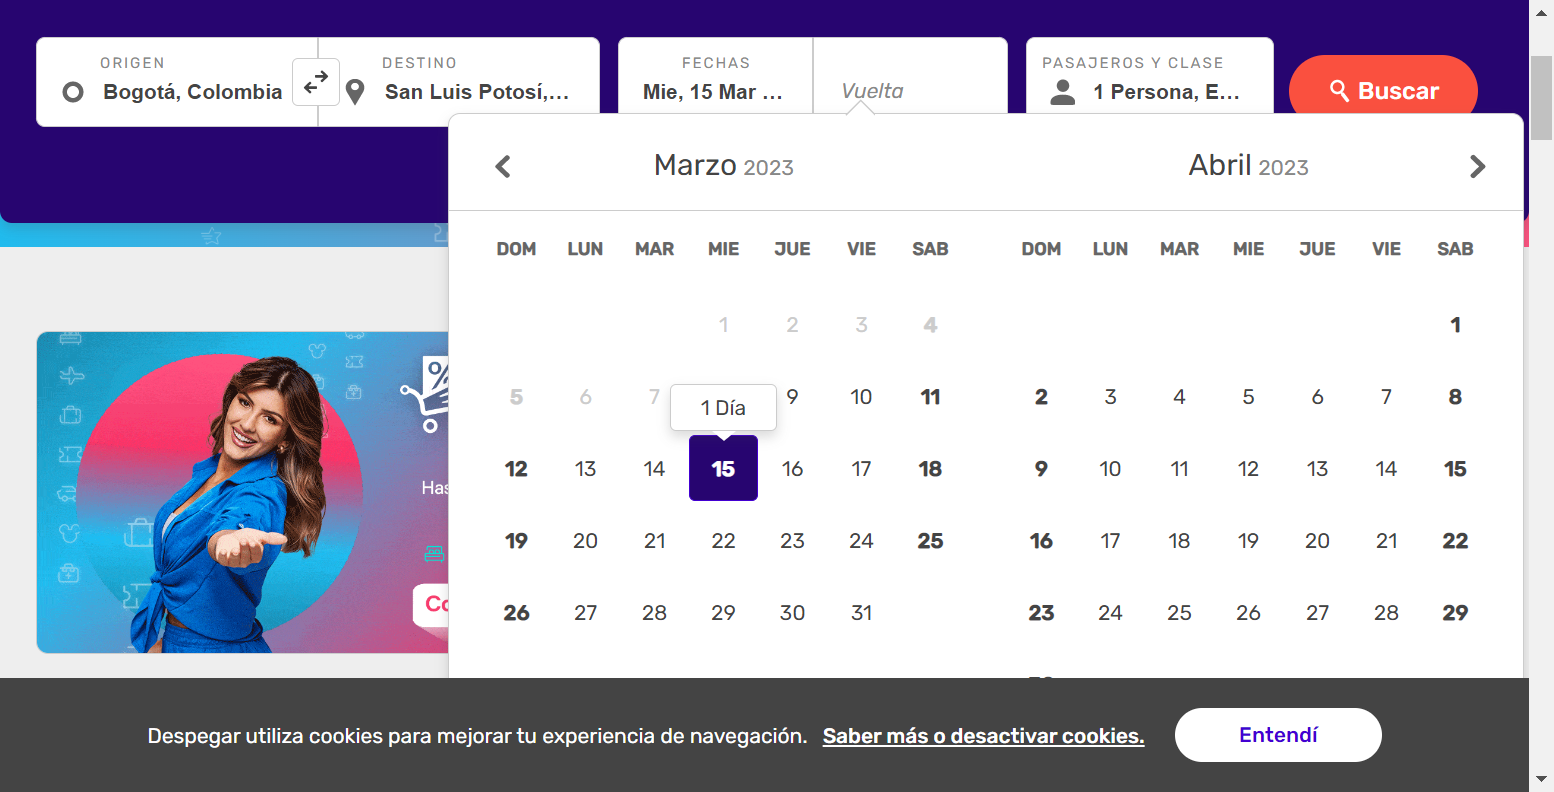 ORIGEN
Bogotá, Colombia
DESTINO
San Luis Potosí,...
FECHAS
Mie, 15 Mar ...
Vuelta
PASAJEROS Y CLASE
1 Persona, E...
Buscar
Marzo 2023
DOM LUN MAR MIE JUE VIE SAB
1 2 3 4
5 6 7 9 10 11
1 Día
12 13 14 15 16 17 18
19 20 21 22 23 24 25
26 27 28 29 30 31
Abril 2023
DOM LUN MAR MIE JUE VIE SAB
1
2 3 4 5 6 7 8
9 10 11 12 13 14 15
16 17 18 19 20 21 22
23 24 25 26 27 28 29
%
Despegar utiliza cookies para mejorar tu experiencia de navegación. Saber más o desactivar cookies.
Entendí